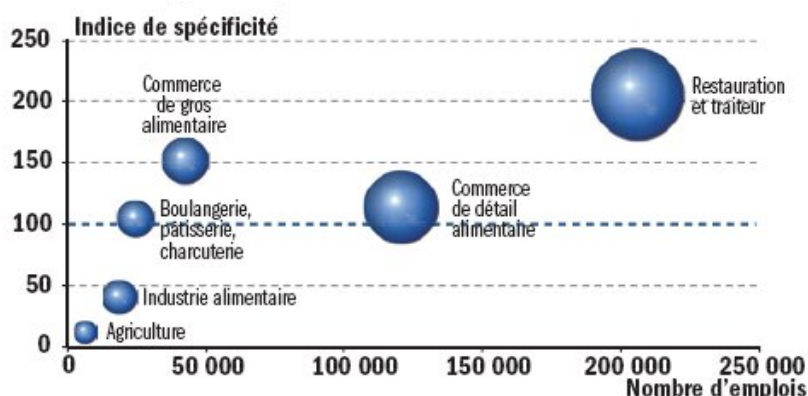 Indice de spécificité
250
200
150
100
50
0
Commerce
de gros
alimentaire
Restauration
et traiteur
Boulangerie,
pâtisserie,
charcuterie
Commerce
de détail
alimentaire
Industrie alimentaire
Agriculture
0
50 000
100 000
150 000
200 000
250 000
Nombre d'emplois